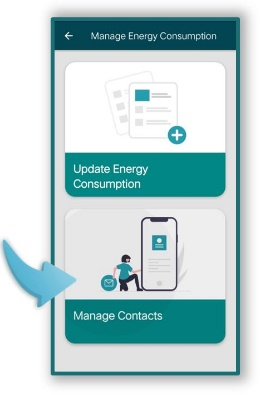 Manage Energy Consumption
Update Energy
Consumption
Manage Contacts